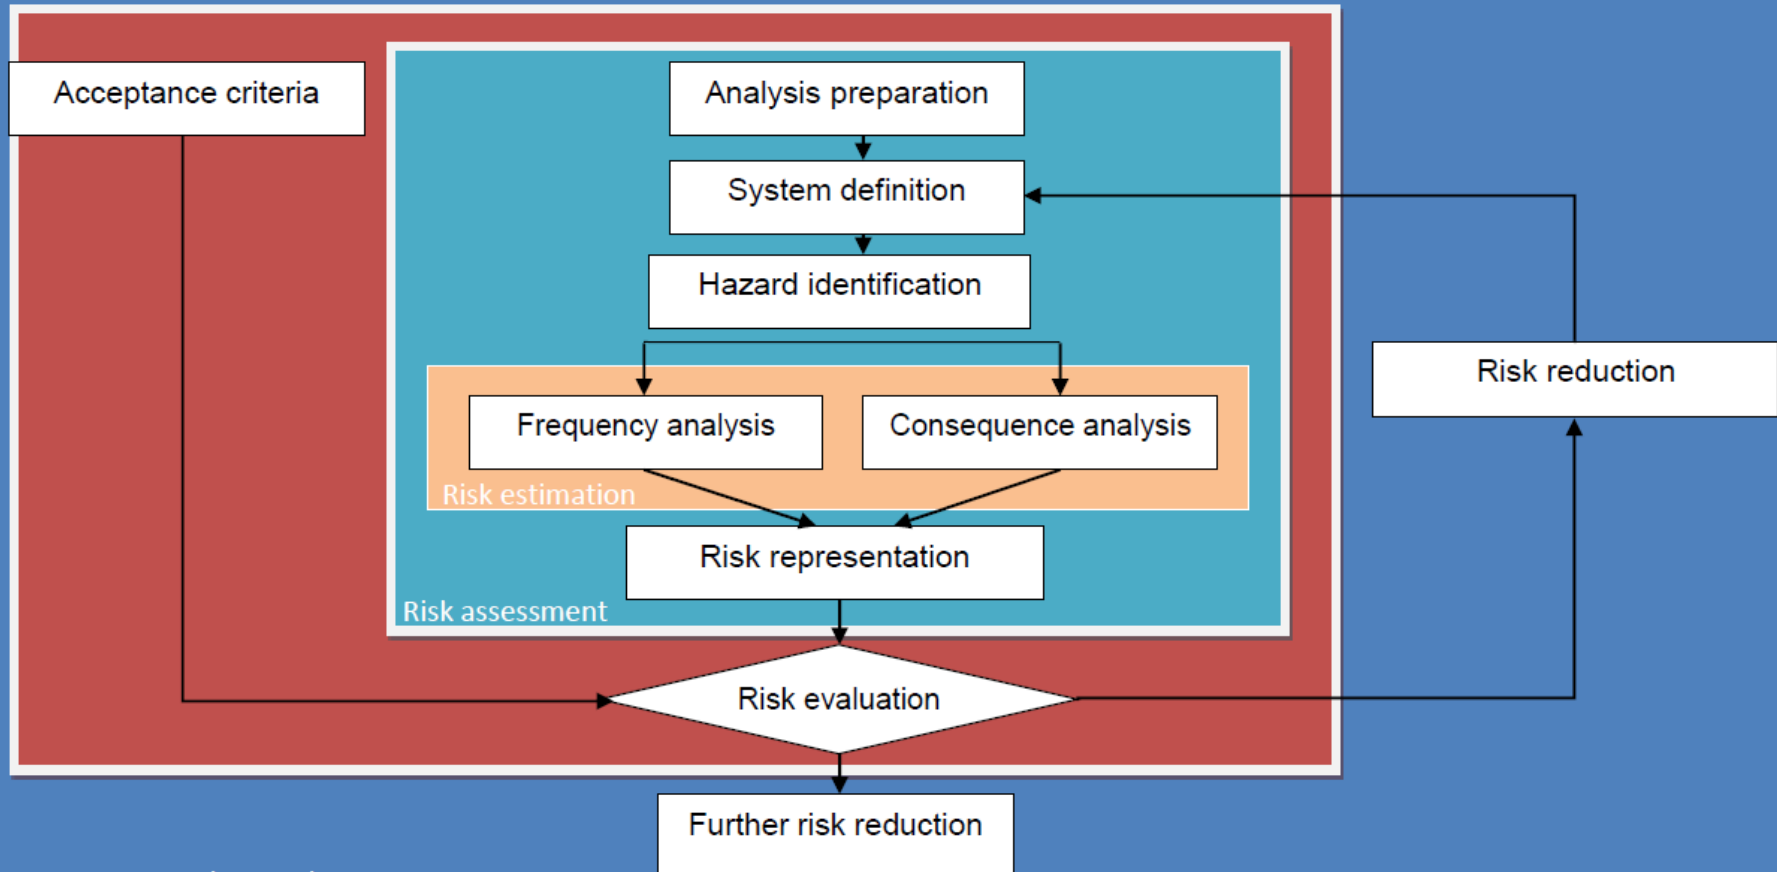 Acceptance criteria
Analysis preparation
System definition
Hazard identification
Risk reduction
Frequency analysis
Consequence analysis
Risk estimation
Risk representation
Risk assessment
Risk evaluation
Further risk reduction